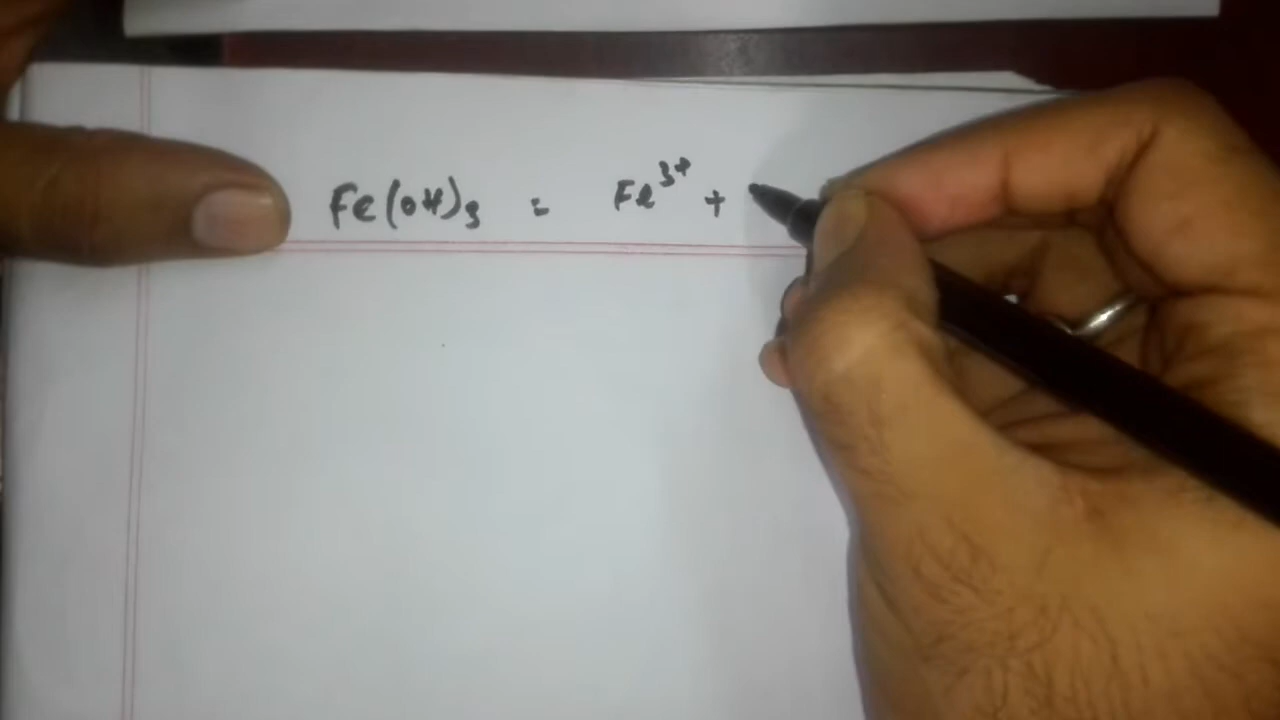 Fe(OH)₃ = Fe³⁺ +